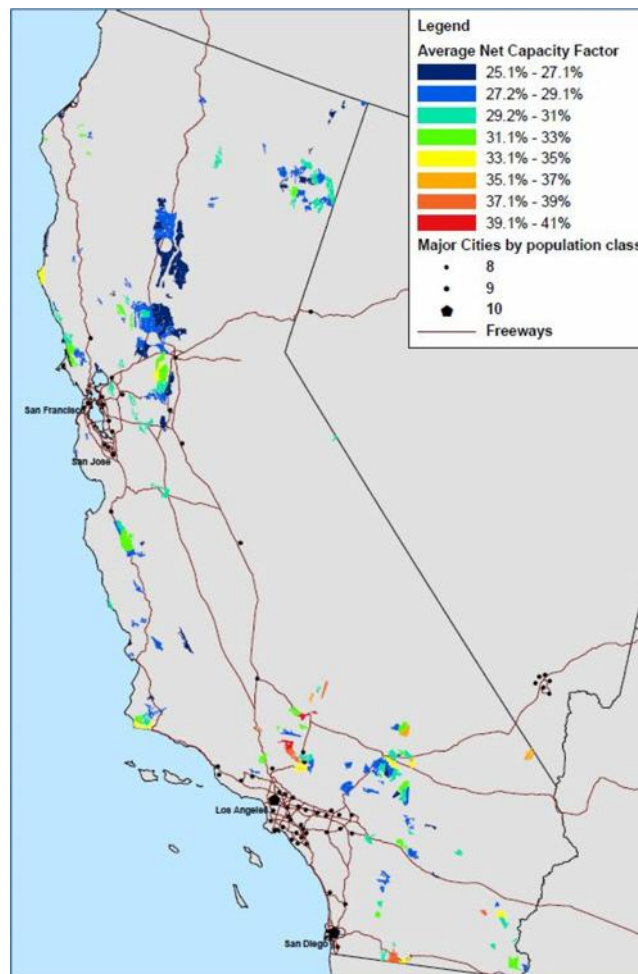 Legend
Average Net Capacity Factor
25.1% - 27.1%
27.2% - 29.1%
29.2% - 31%
31.1% - 33%
33.1% - 35%
35.1% - 37%
37.1% - 39%
39.1% - 41%
Major Cities by population class
8
9
10
Freeways
San Francisco
San Jose
Los Angeles
San Diego